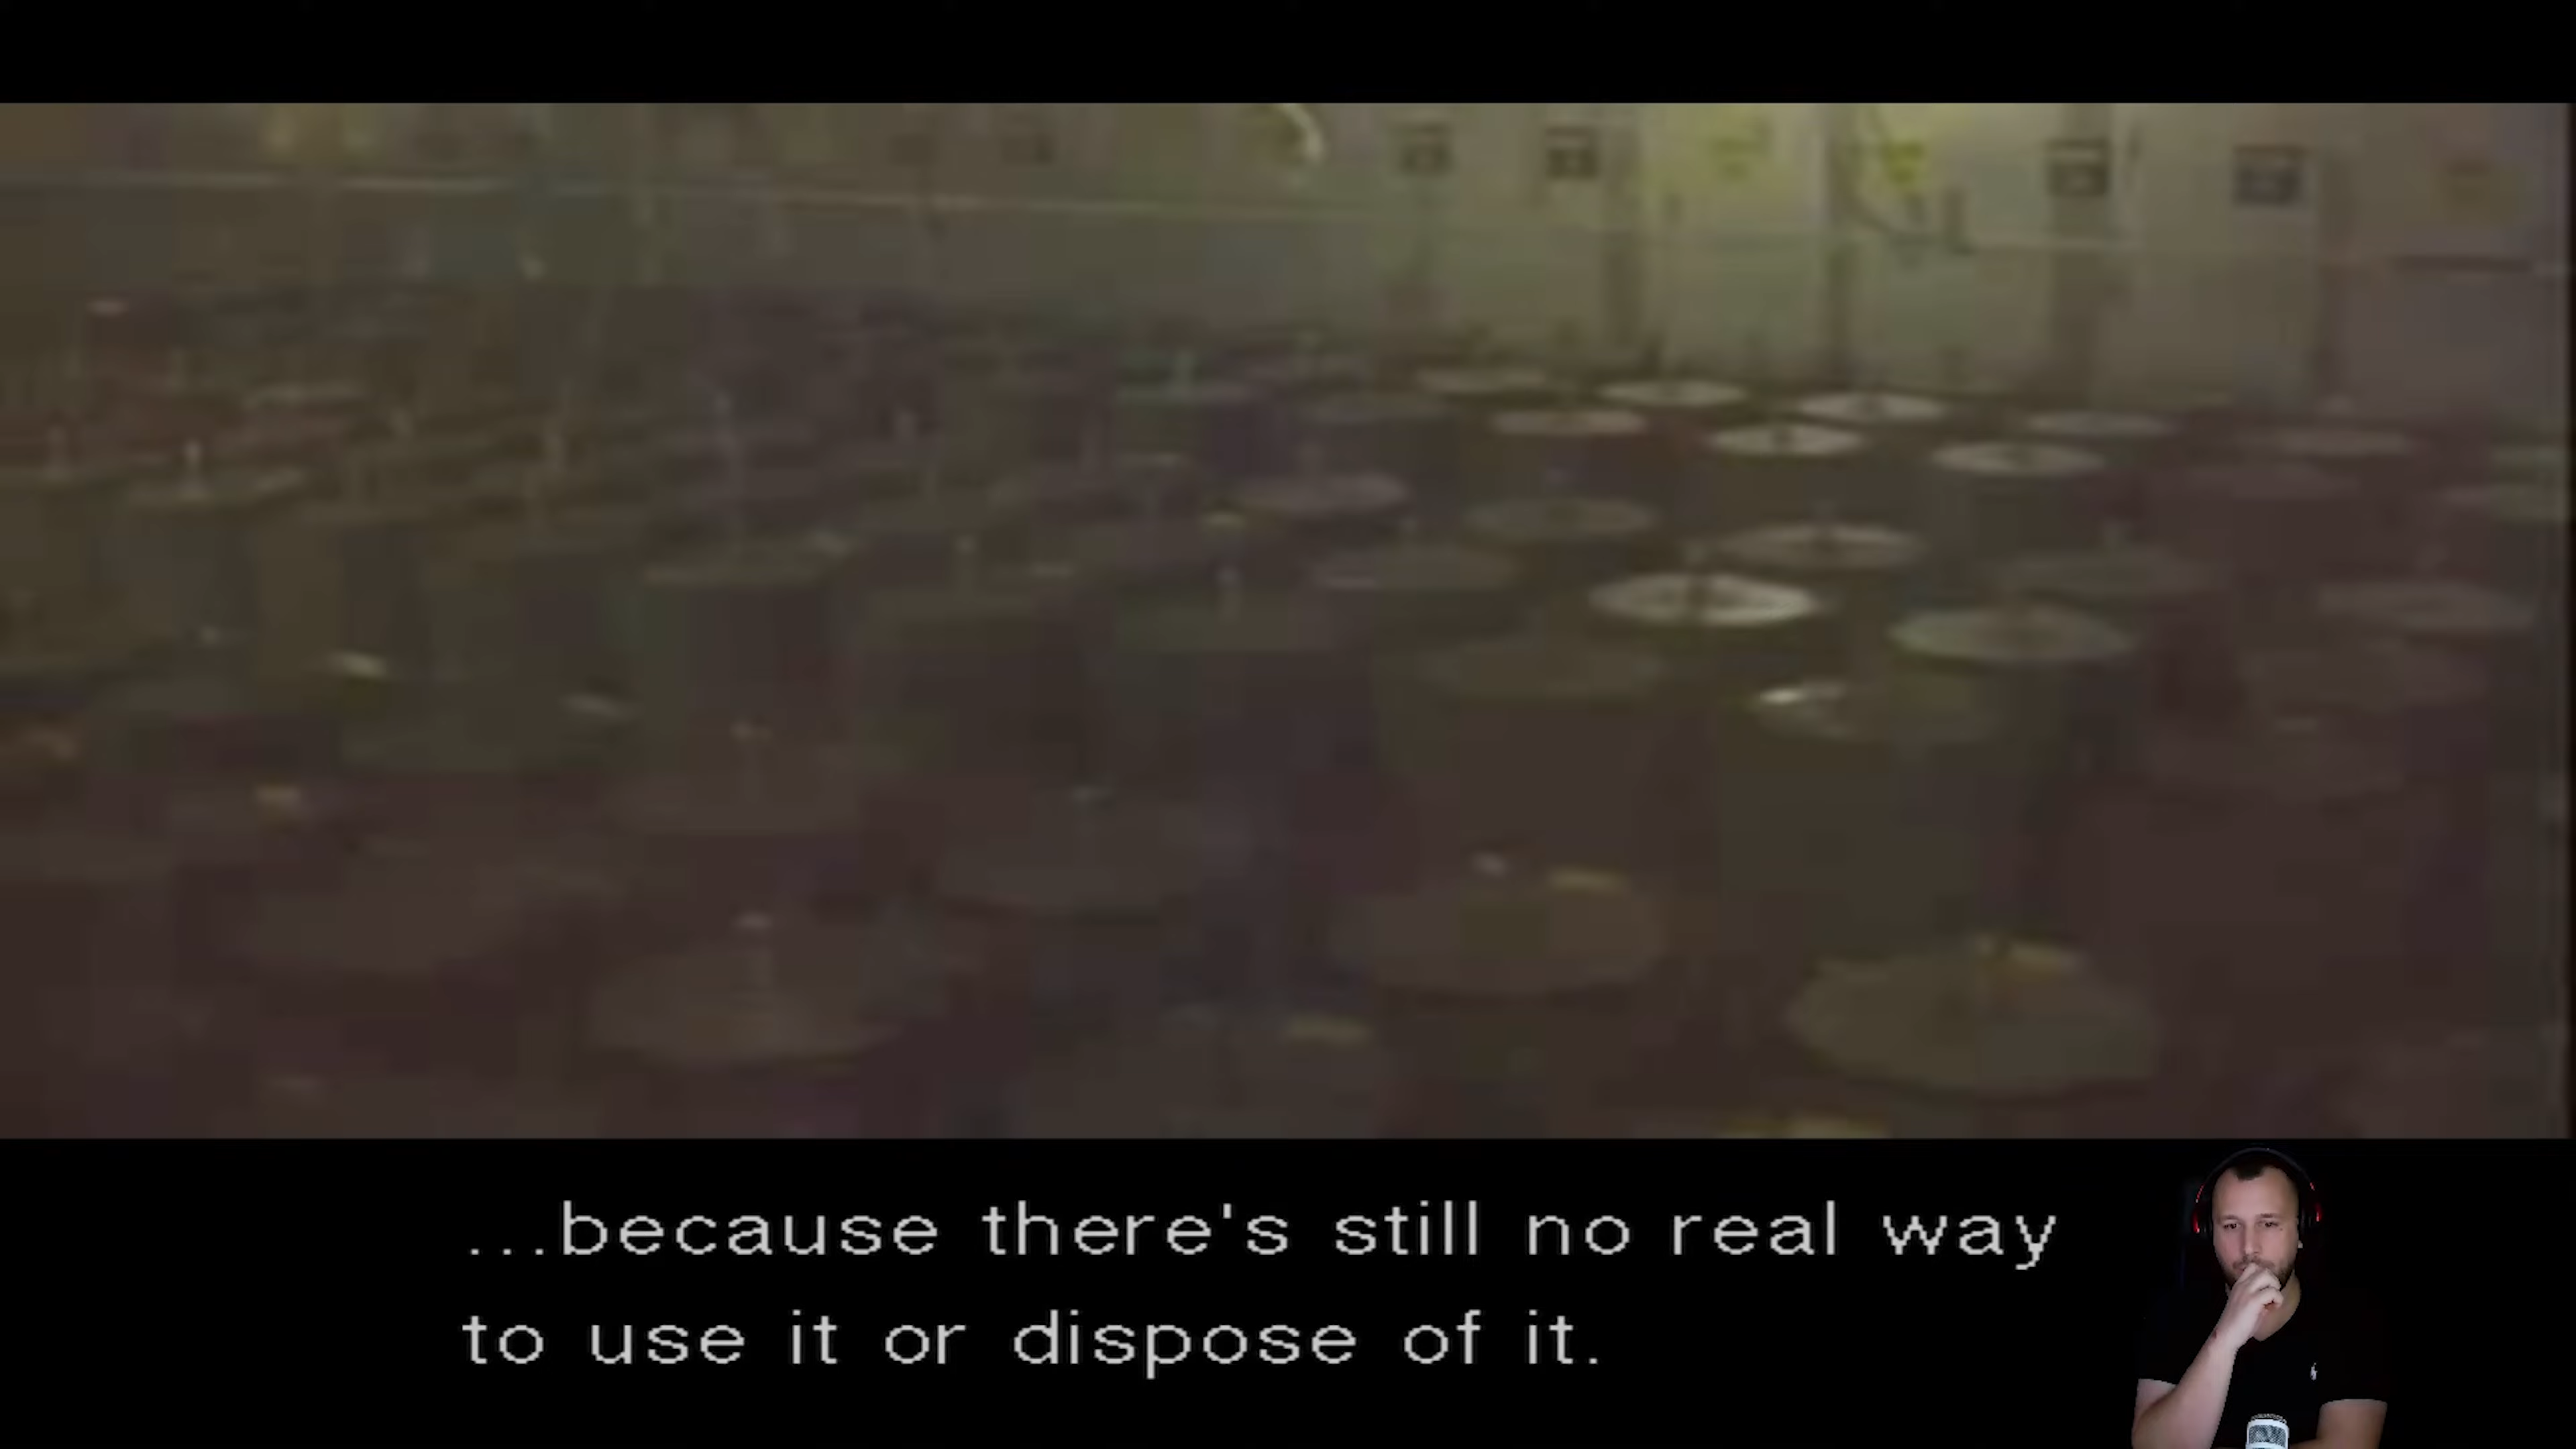 ...because there's still no real way
to use it or dispose of it.